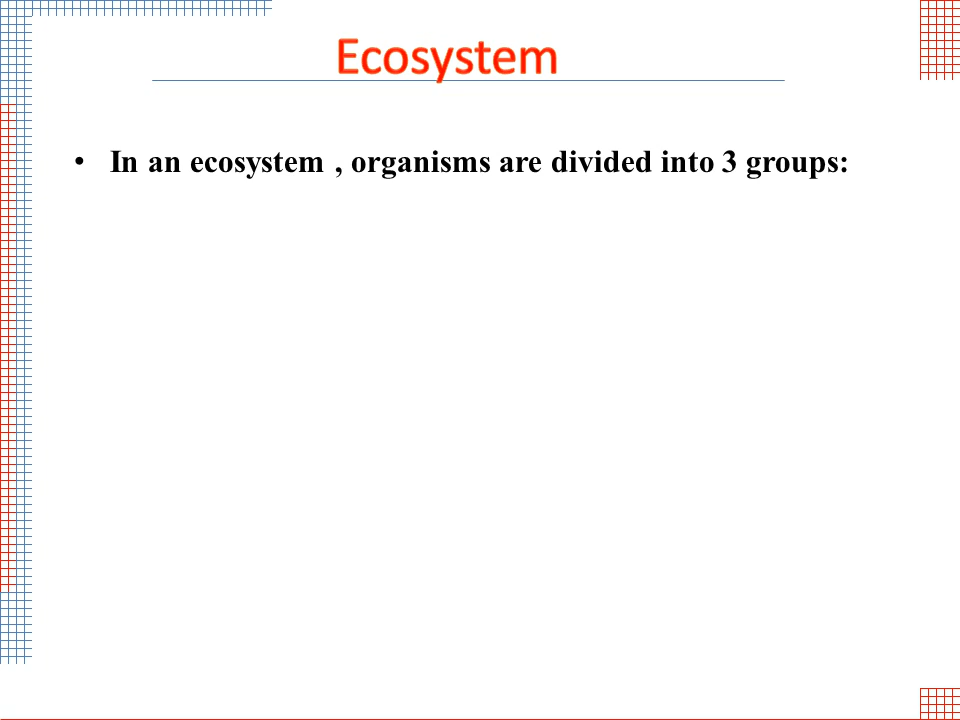 Ecosystem
• In an ecosystem , organisms are divided into 3 groups: